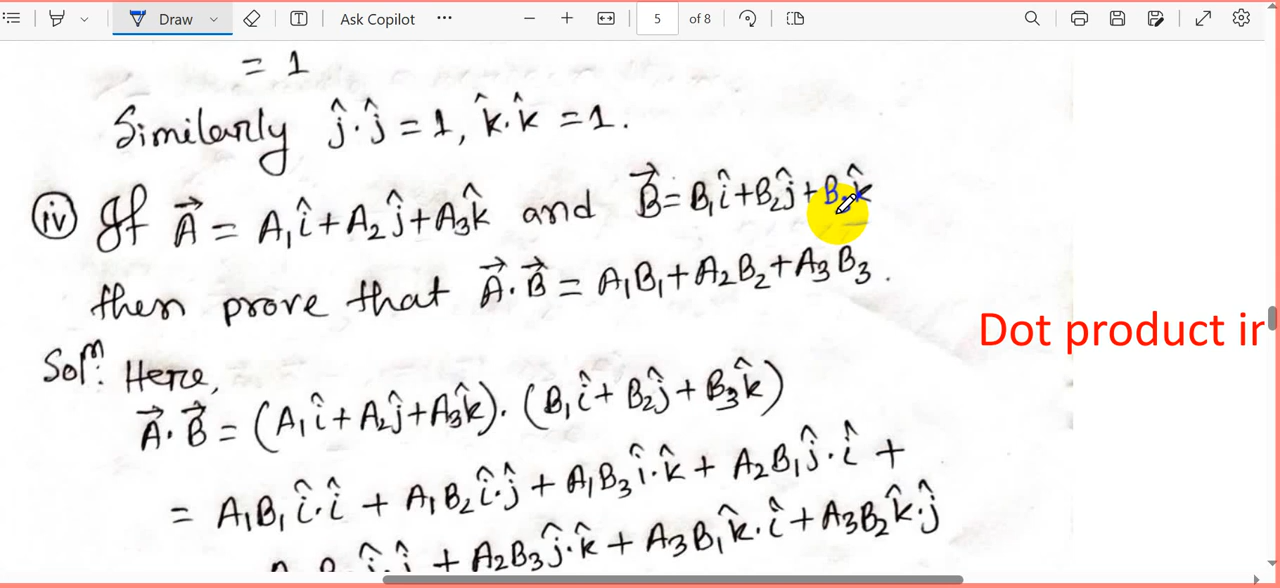 Draw
Ask Copilot
5 of 8
= 1
Similarly ĵ·ĵ = 1, k̂·k̂ = 1.
(iv) If A⃗ = A₁î + A₂ĵ + A₃k̂ and B⃗ = B₁î + B₂ĵ + B₃k̂
then prove that A⃗·B⃗ = A₁B₁ + A₂B₂ + A₃B₃.
Dot product in
Solⁿ: Here,
A⃗·B⃗ = (A₁î + A₂ĵ + A₃k̂)·(B₁î + B₂ĵ + B₃k̂)
= A₁B₁ î·î + A₁B₂ î·ĵ + A₁B₃ î·k̂ + A₂B₁ ĵ·î +
+ A₂B₃ ĵ·k̂ + A₃B₁ k̂·î + A₃B₂ k̂·ĵ